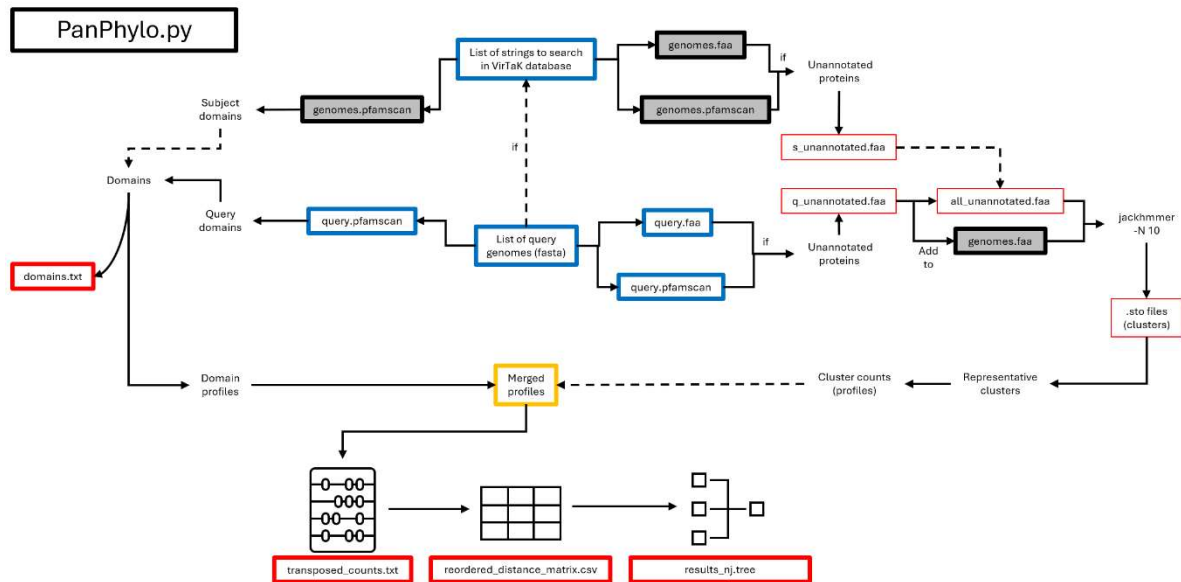 PanPhylo.py
List of strings to search
in VirTaK database
genomes.faa
if
Unannotated
proteins
Subject
domains
genomes.pfamscan
genomes.pfamscan
if
s_unannotated.faa
Domains
Query
domains
query.pfamscan
List of query
genomes (fasta)
query.faa
if
query.pfamscan
Unannotated
proteins
q_unannotated.faa
all_unannotated.faa
Add
to
genomes.faa
jackhmmer
-N 10
domains.txt
.sto files
(clusters)
Domain
profiles
Merged
profiles
Cluster counts
(profiles)
Representative
clusters
transposed_counts.txt
reordered_distance_matrix.csv
results_nj.tree